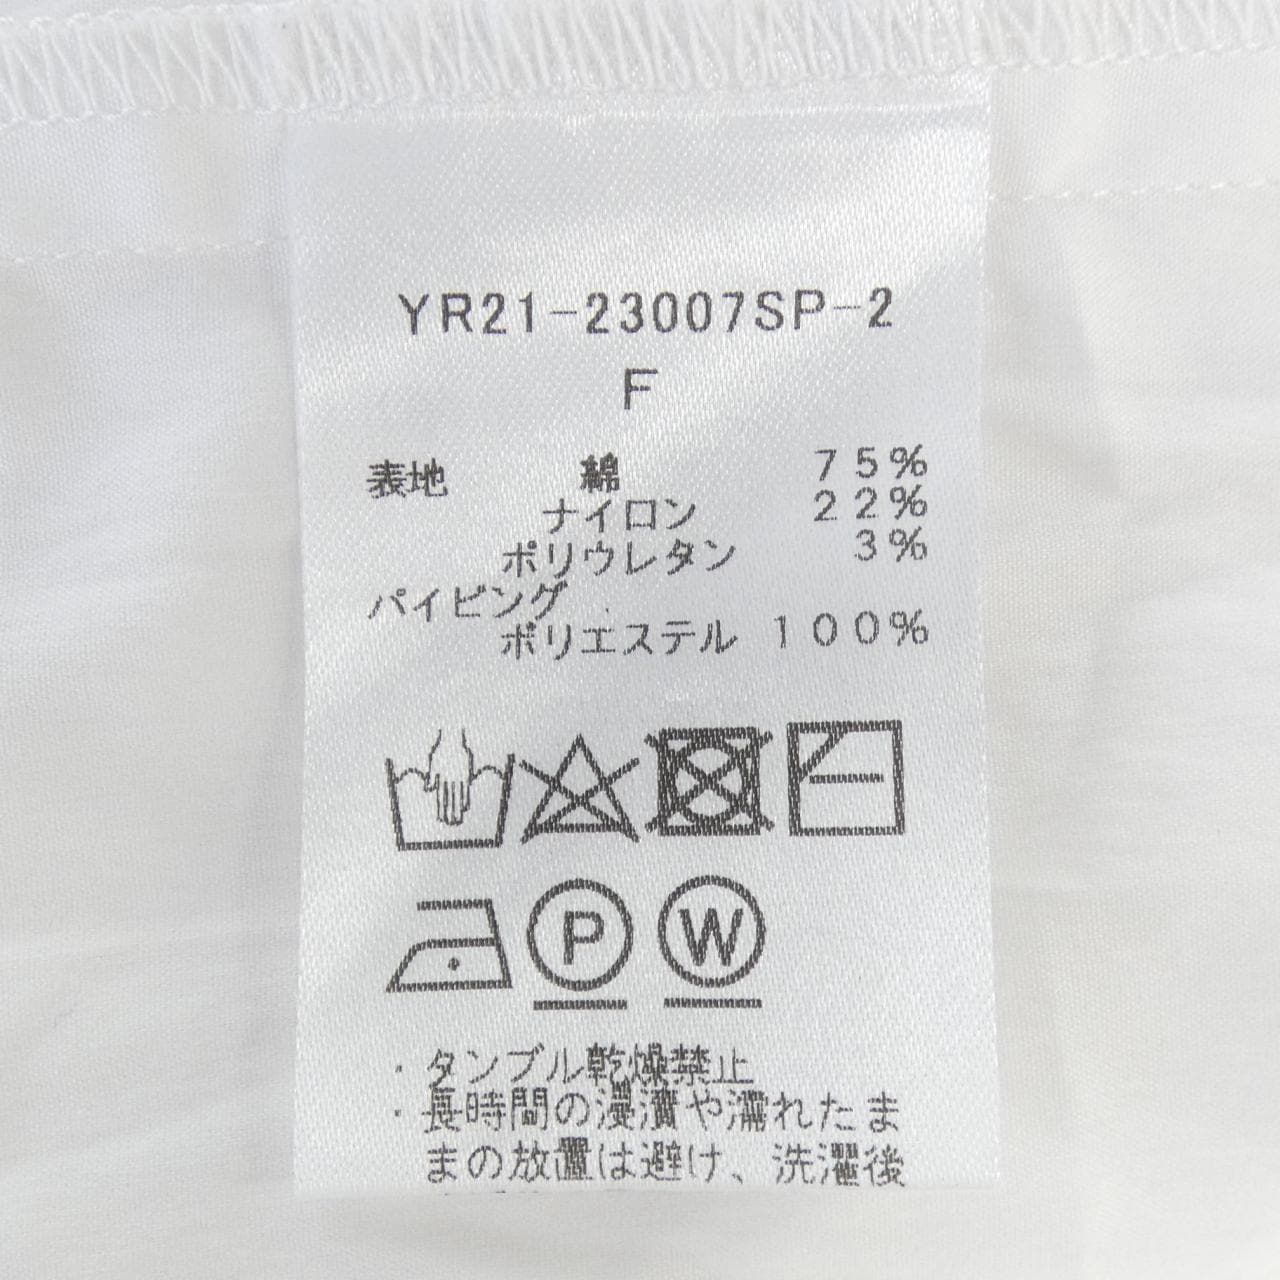 YR21-23007SP-2
F
表地 綿 75%
ナイロン 22%
ポリウレタン 3%
パイピング
ポリエステル 100%
P W
・タンブル乾燥禁止
・長時間の浸漬や濡れたま
まの放置は避け、洗濯後